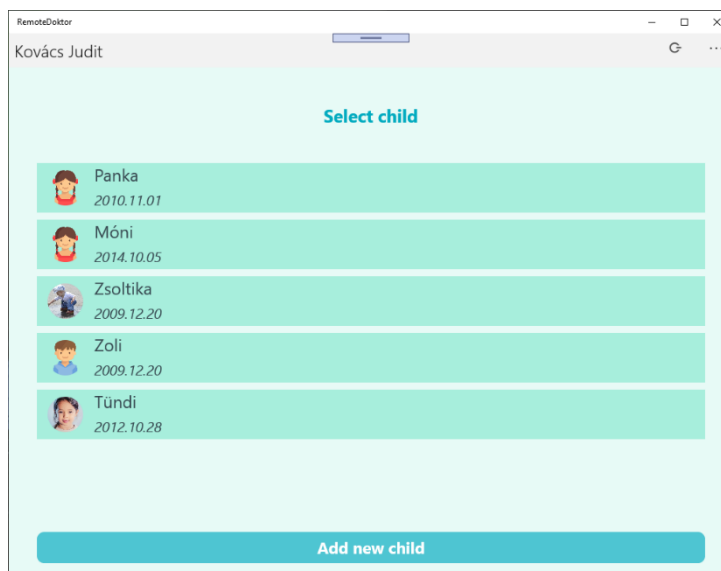 RemoteDoktor
Kovács Judit
Select child
Panka
2010.11.01
Móni
2014.10.05
Zsoltika
2009.12.20
Zoli
2009.12.20
Tündi
2012.10.28
Add new child